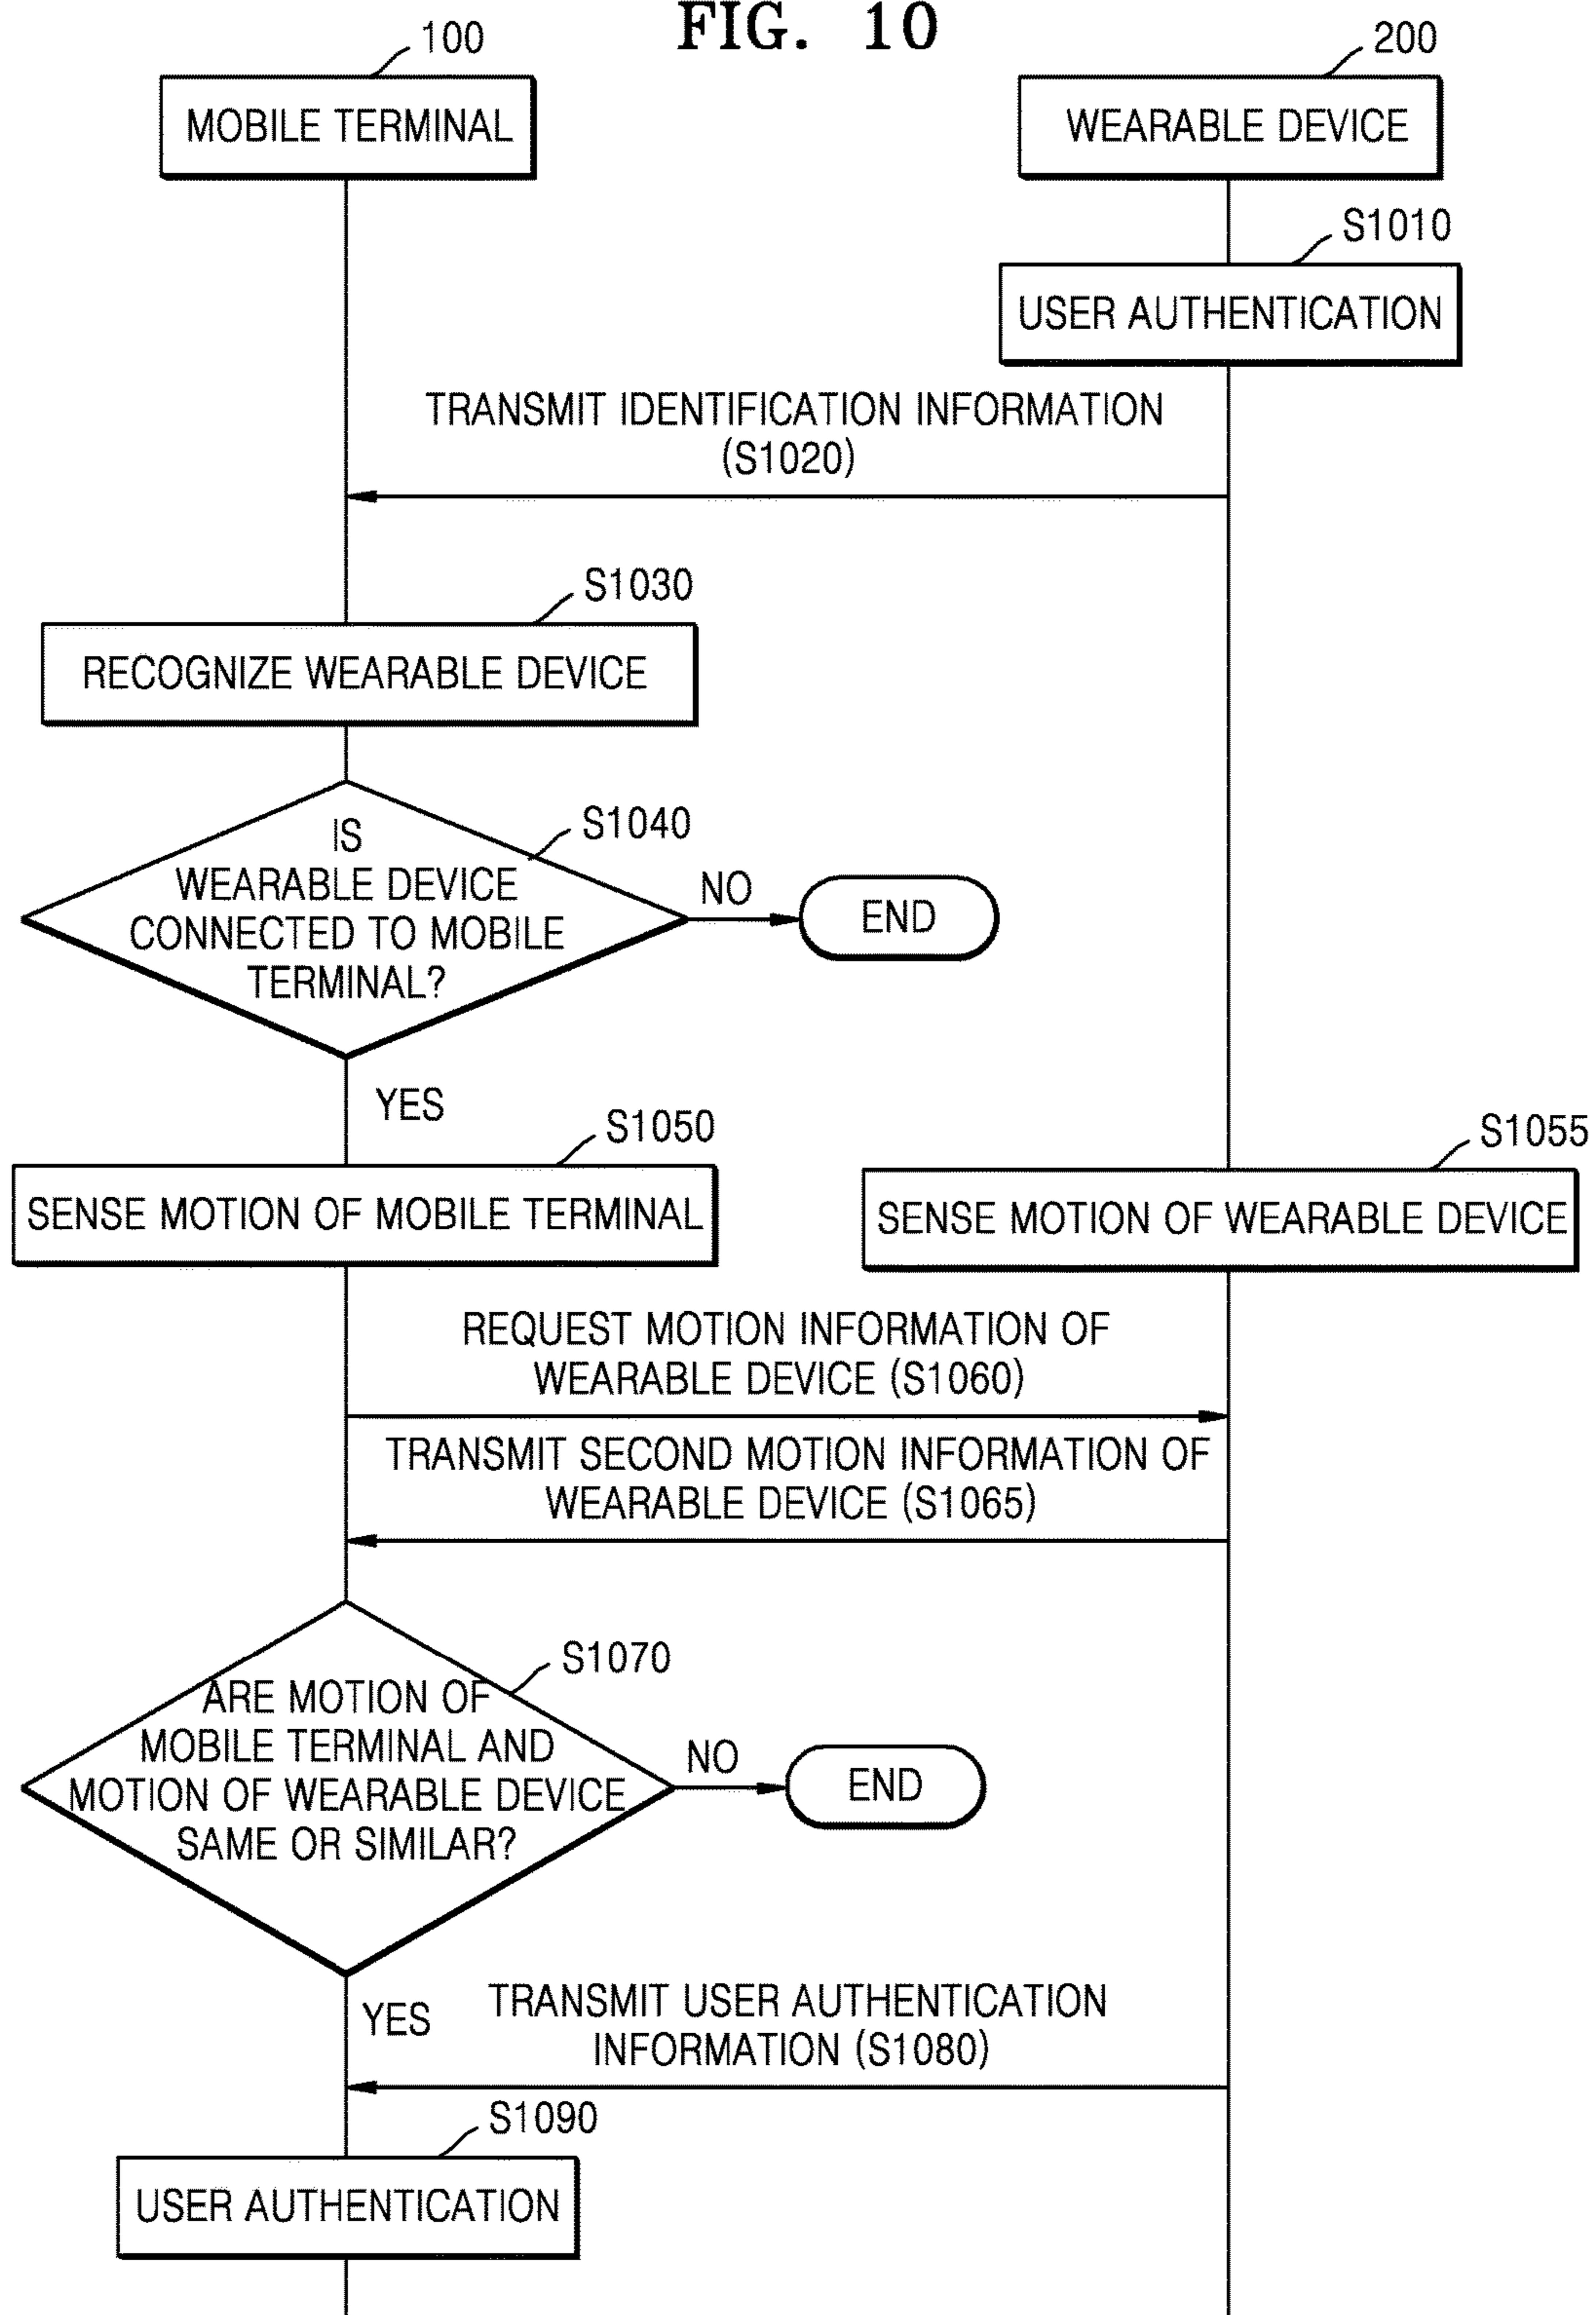 FIG. 10
100
200
MOBILE TERMINAL
WEARABLE DEVICE
S1010
USER AUTHENTICATION
TRANSMIT IDENTIFICATION INFORMATION
(S1020)
S1030
RECOGNIZE WEARABLE DEVICE
S1040
IS
WEARABLE DEVICE
CONNECTED TO MOBILE
TERMINAL?
NO
END
YES
S1050
S1055
SENSE MOTION OF MOBILE TERMINAL
SENSE MOTION OF WEARABLE DEVICE
REQUEST MOTION INFORMATION OF
WEARABLE DEVICE (S1060)
TRANSMIT SECOND MOTION INFORMATION OF
WEARABLE DEVICE (S1065)
S1070
ARE MOTION OF
MOBILE TERMINAL AND
MOTION OF WEARABLE DEVICE
SAME OR SIMILAR?
NO
END
YES
TRANSMIT USER AUTHENTICATION
INFORMATION (S1080)
S1090
USER AUTHENTICATION